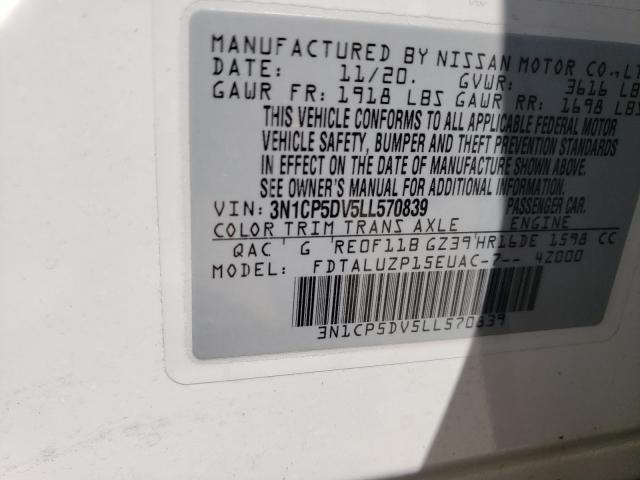 MANUFACTURED BY NISSAN MOTOR CO., LT
DATE: 11/20. GVWR: 3616 LB
GAWR FR: 1918 LBS GAWR RR: 1698 LBS
THIS VEHICLE CONFORMS TO ALL APPLICABLE FEDERAL MOTOR
VEHICLE SAFETY, BUMPER AND THEFT PREVENTION STANDARDS
IN EFFECT ON THE DATE OF MANUFACTURE SHOWN ABOVE.
SEE OWNER'S MANUAL FOR ADDITIONAL INFORMATION.
VIN: 3N1CP5DV5LL570839 PASSENGER CAR.
COLOR TRIM TRANS AXLE ENGINE
QAC G RE0F11B GZ39 HR16DE 1598 CC
MODEL: FDTALUZP15EUAC-7-- 4Z000
3N1CP5DV5LL570839